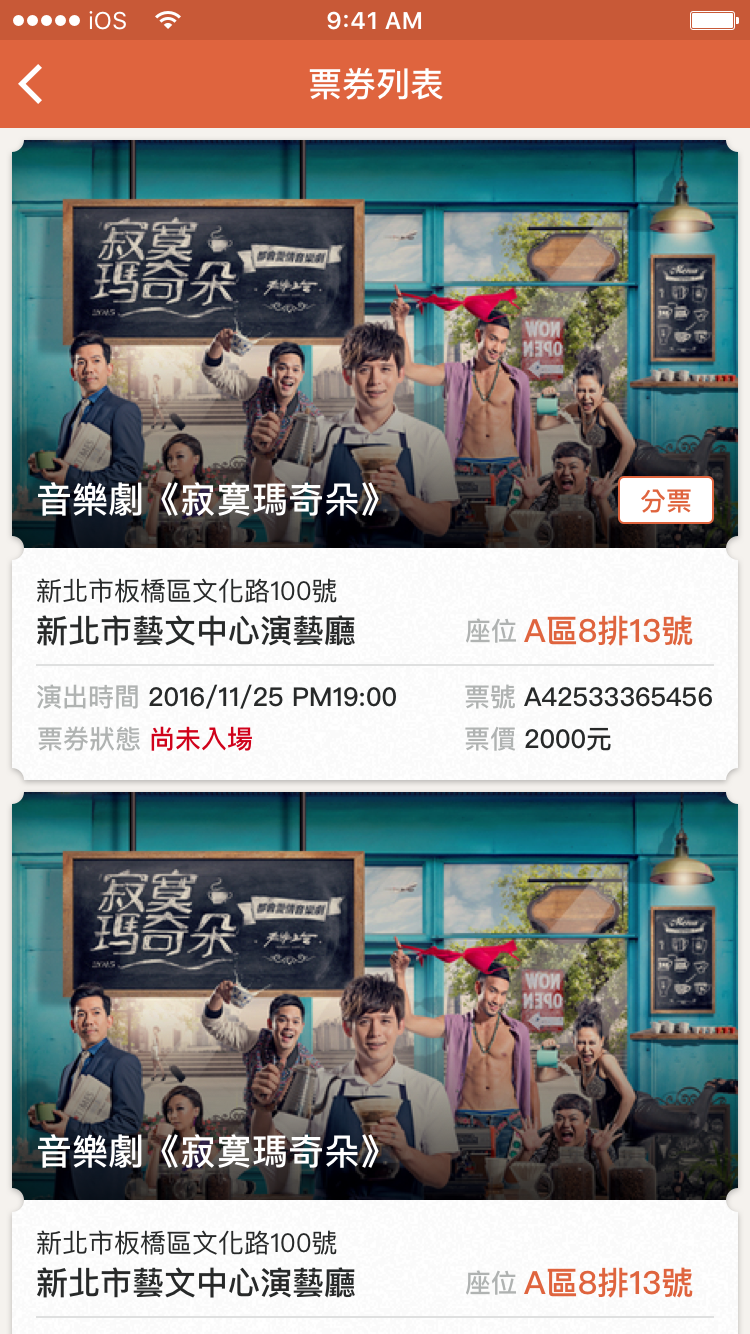 iOS 9:41 AM
票券列表
寂寞
瑪奇朵
都會愛情音樂劇
2015
Menu
NOW
OPEN
音樂劇《寂寞瑪奇朵》
分票
新北市板橋區文化路100號
新北市藝文中心演藝廳 座位 A區8排13號
演出時間 2016/11/25 PM19:00 票號 A42533365456
票券狀態 尚未入場 票價 2000元
寂寞
瑪奇朵
都會愛情音樂劇
2015
Menu
NOW
OPEN
音樂劇《寂寞瑪奇朵》
新北市板橋區文化路100號
新北市藝文中心演藝廳 座位 A區8排13號